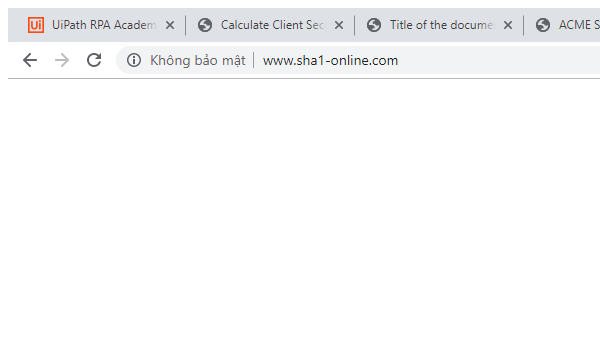 Ui UiPath RPA Academ Calculate Client Sec Title of the docume ACME S
Không bảo mật www.sha1-online.com